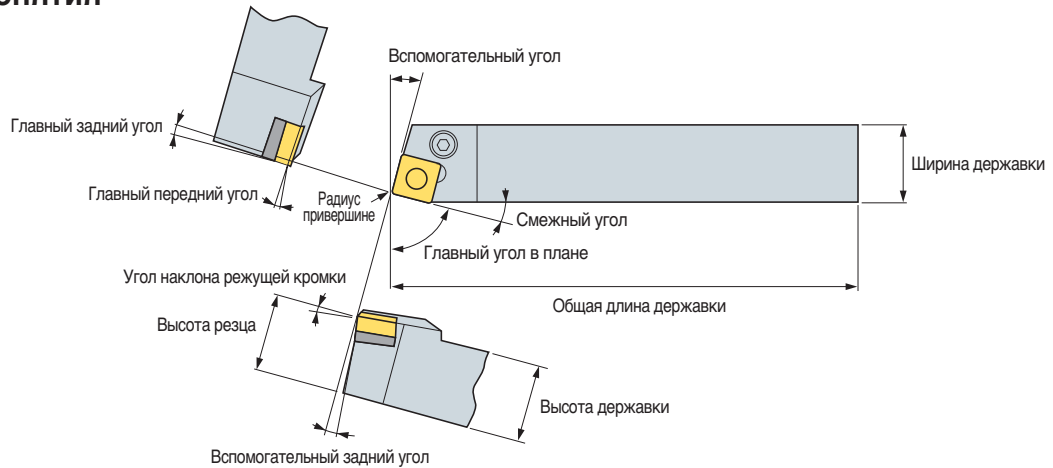 Вспомогательный угол
Главный задний угол
Ширина державки
Главный передний угол
Радиус
привершине
Смежный угол
Главный угол в плане
Угол наклона режущей кромки
Общая длина державки
Высота резца
Высота державки
Вспомогательный задний угол